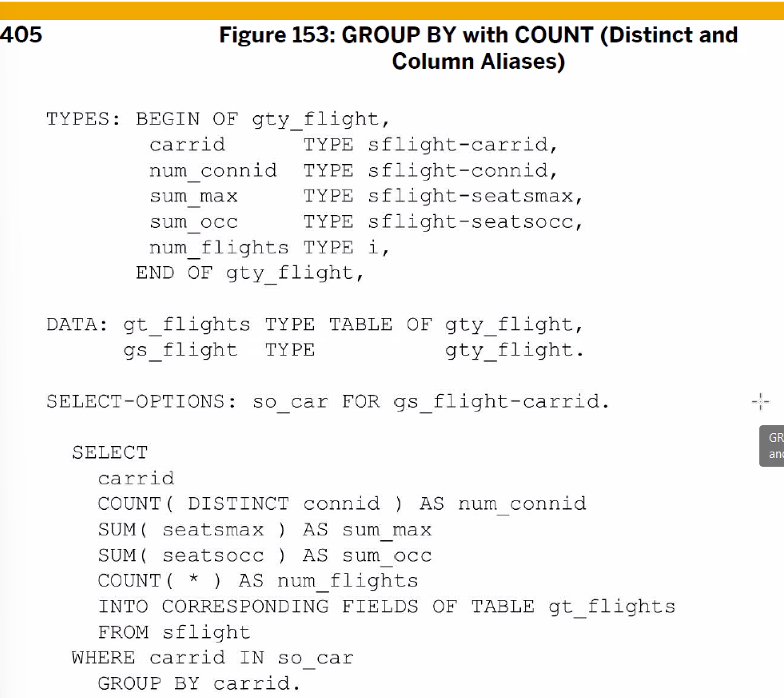 405
Figure 153: GROUP BY with COUNT (Distinct and
Column Aliases)
TYPES: BEGIN OF gty_flight,
carrid TYPE sflight-carrid,
num_connid TYPE sflight-connid,
sum_max TYPE sflight-seatsmax,
sum_occ TYPE sflight-seatsocc,
num_flights TYPE i,
END OF gty_flight,
DATA: gt_flights TYPE TABLE OF gty_flight,
gs_flight TYPE gty_flight.
SELECT-OPTIONS: so_car FOR gs_flight-carrid.
GR
SELECT
and
carrid
COUNT( DISTINCT connid ) AS num_connid
SUM( seatsmax ) AS sum_max
SUM( seatsocc ) AS sum_occ
COUNT( * ) AS num_flights
INTO CORRESPONDING FIELDS OF TABLE gt_flights
FROM sflight
WHERE carrid IN so_car
GROUP BY carrid.